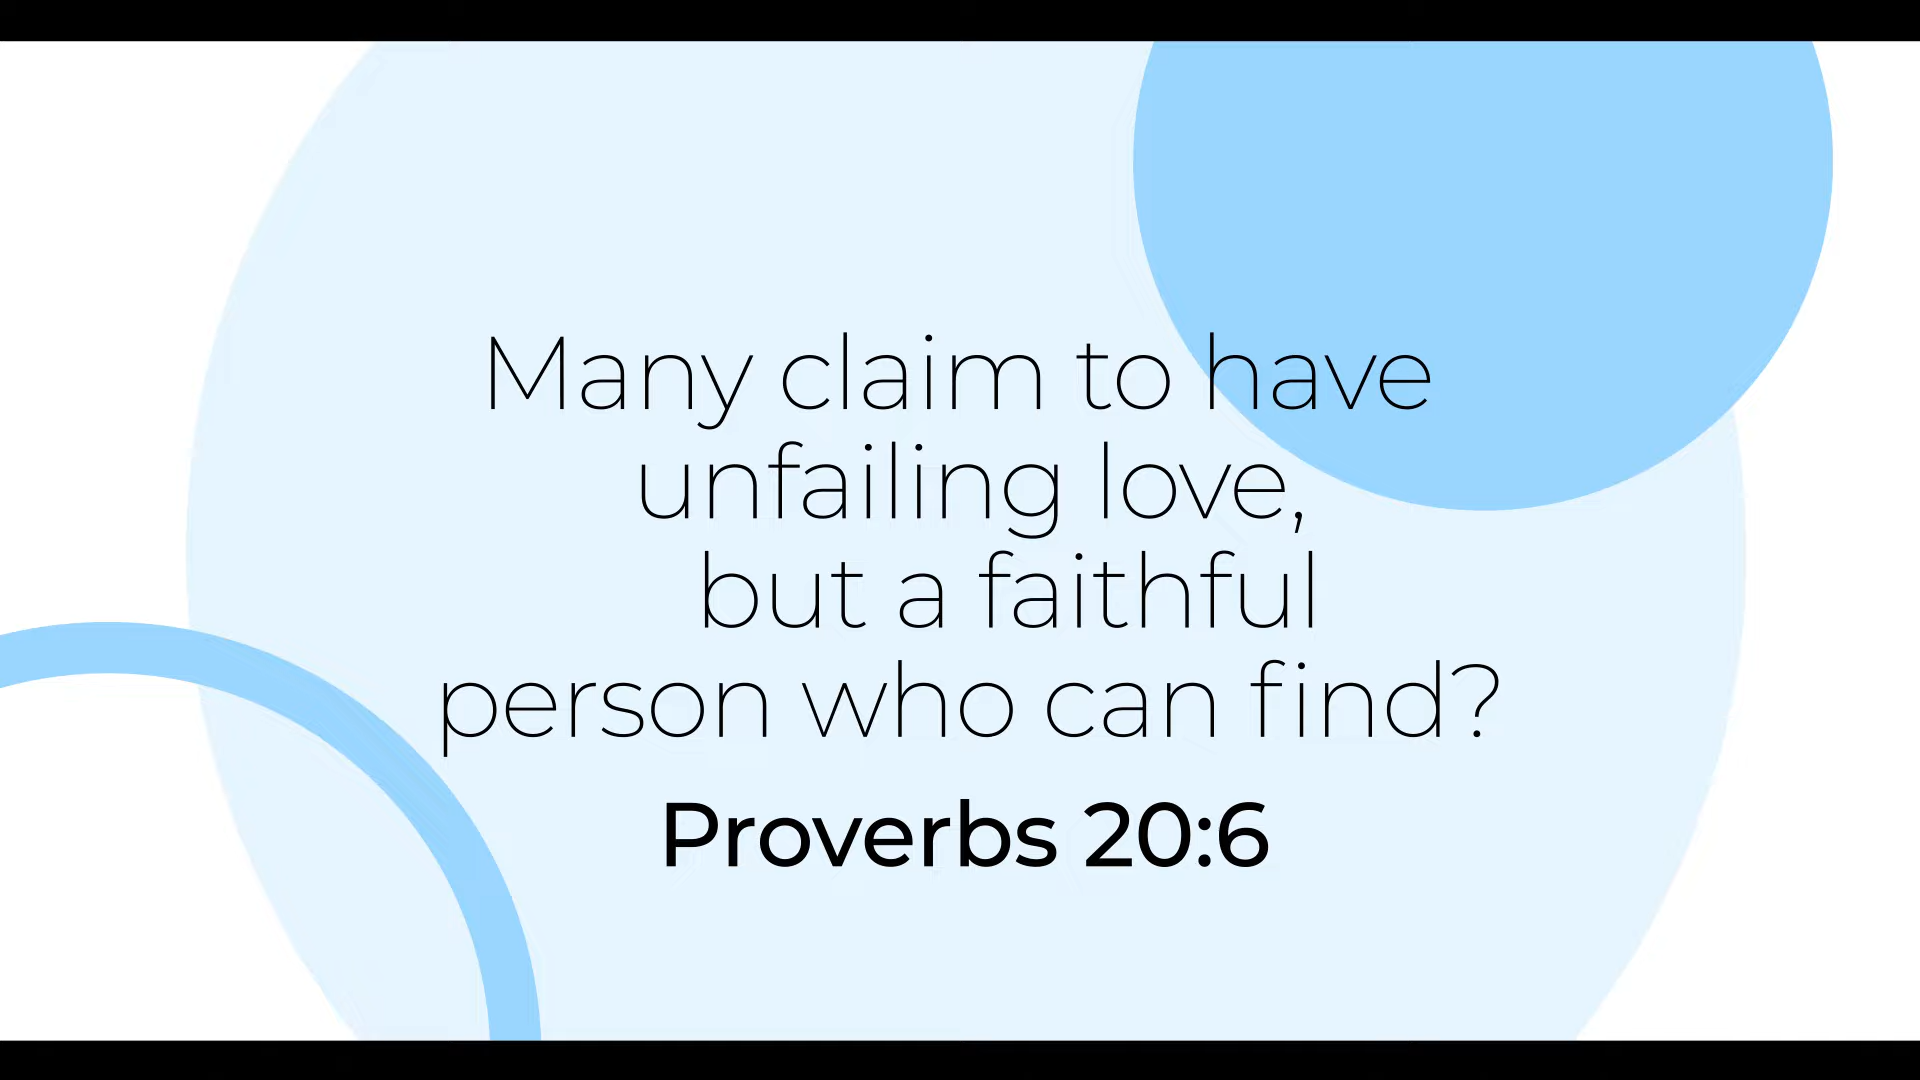 Many claim to have
unfailing love,
but a faithful
person who can find?
Proverbs 20:6